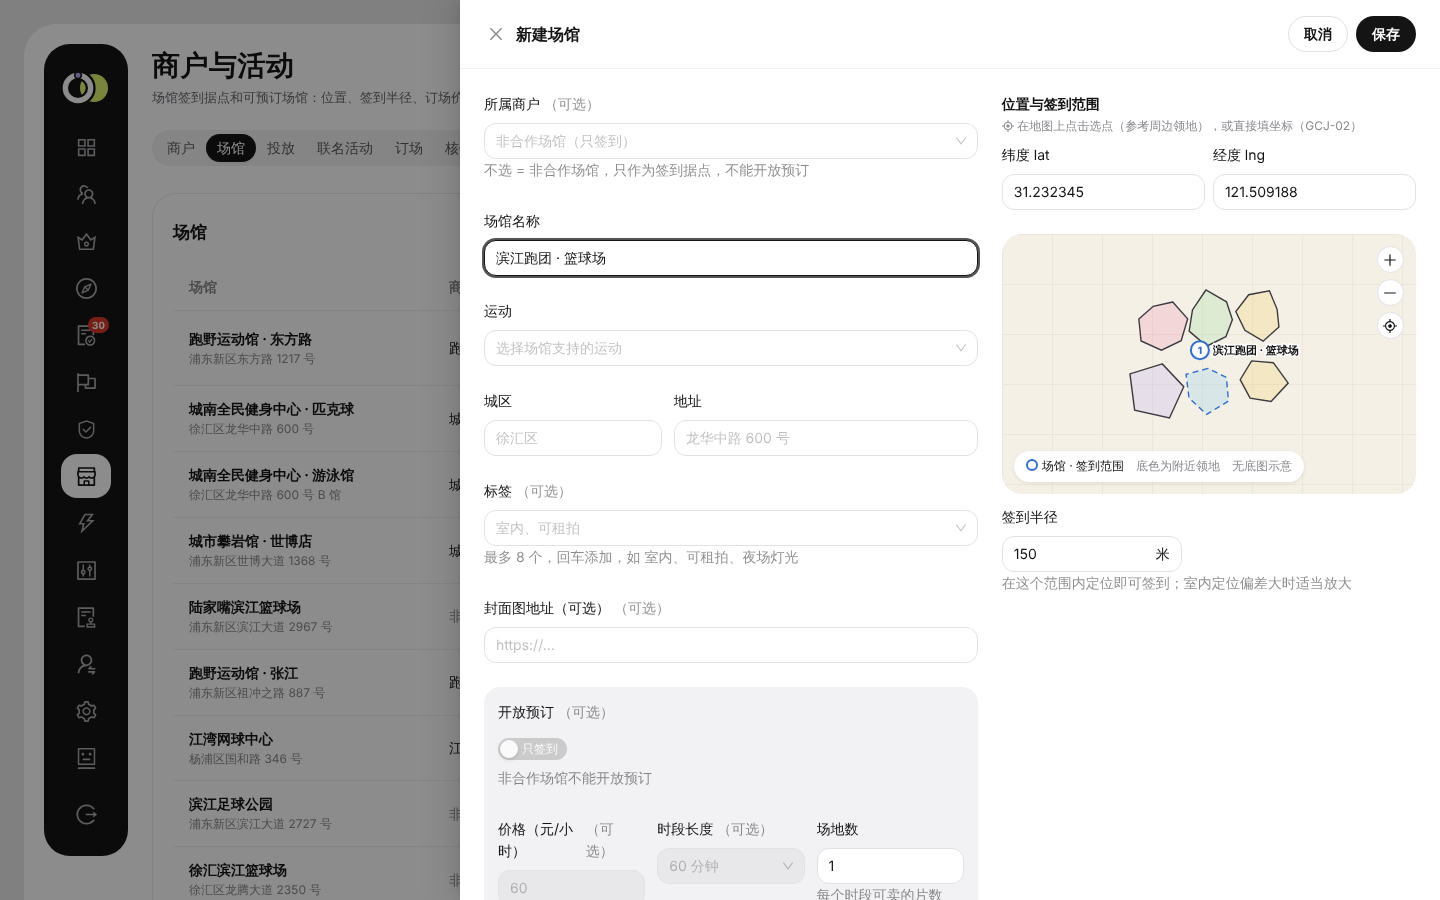 新建场馆
取消
保存
商户与活动
场馆签到据点和可预订场馆：位置、签到半径、订场价
商户
场馆
投放
联名活动
订场
核
30
场馆
场馆
跑野运动馆 · 东方路
浦东新区东方路 1217 号
城南全民健身中心 · 匹克球
徐汇区龙华中路 600 号
城
城南全民健身中心 · 游泳馆
徐汇区龙华中路 600 号 B 馆
城
城市攀岩馆 · 世博店
浦东新区世博大道 1368 号
城
陆家嘴滨江篮球场
浦东新区滨江大道 2967 号
非
跑野运动馆 · 张江
浦东新区祖冲之路 887 号
跑
江湾网球中心
杨浦区国和路 346 号
江
滨江足球公园
浦东新区滨江大道 2727 号
非
徐汇滨江篮球场
徐汇区龙腾大道 2350 号
非
所属商户 （可选）
非合作场馆（只签到）
不选 = 非合作场馆，只作为签到据点，不能开放预订
场馆名称
滨江跑团 · 篮球场
运动
选择场馆支持的运动
城区
徐汇区
地址
龙华中路 600 号
标签 （可选）
室内、可租拍
最多 8 个，回车添加，如 室内、可租拍、夜场灯光
封面图地址（可选） （可选）
https://...
开放预订 （可选）
只签到
非合作场馆不能开放预订
价格（元/小时） （可选）
60
时段长度 （可选）
60 分钟
场地数
1
每个时段可卖的片数
位置与签到范围
在地图上点击选点（参考周边领地），或直接填坐标（GCJ-02）
纬度 lat
31.232345
经度 lng
121.509188
1
滨江跑团 · 篮球场
场馆 · 签到范围 底色为附近领地 无底图示意
签到半径
150 米
在这个范围内定位即可签到；室内定位偏差大时适当放大